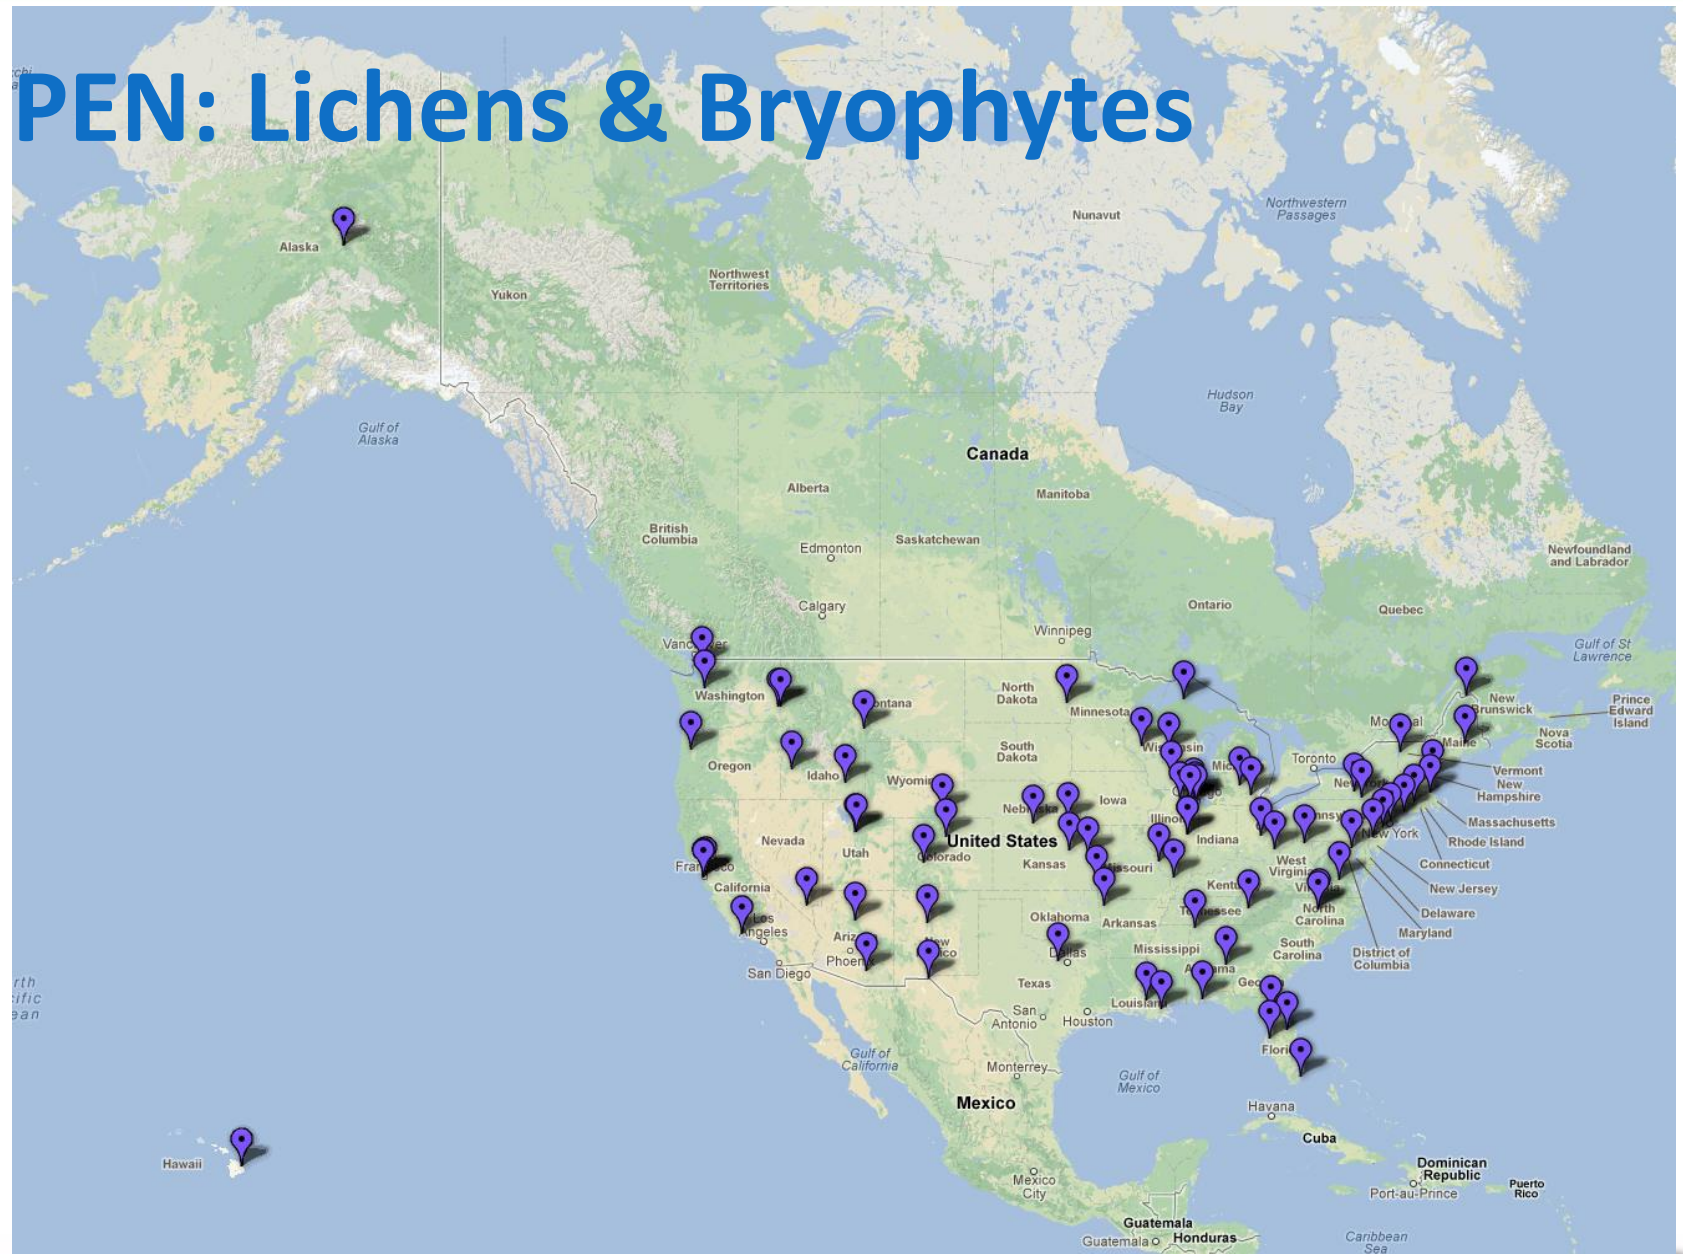 PEN: Lichens & Bryophytes
Northwestern
Passages
Nunavut
Alaska
Northwest
Territories
Yukon
Hudson
Bay
Gulf of
Alaska
Canada
Alberta
Manitoba
British
Columbia
Saskatchewan
Edmonton
Newfoundland
and Labrador
Calgary
Ontario
Quebec
Winnipeg
Gulf of St
Lawrence
Washington
North
Dakota
Minnesota
New
Brunswick
Prince
Edward
Island
Nova
Scotia
Maine
Oregon
Idaho
South
Dakota
Toronto
Vermont
New
Hampshire
Iowa
Massachusetts
Nevada
Utah
United States
Indiana
New York
Rhode Island
Kansas
West
Connecticut
California
New Jersey
Oklahoma
Arkansas
North
Carolina
Delaware
Los
Angeles
Maryland
Mississippi
South
Carolina
District of
Columbia
San Diego
Texas
San
Antonio
Houston
Gulf of
California
Monterrey
Gulf of
Mexico
Mexico
Havana
Cuba
Hawaii
Mexico
City
Dominican
Republic
Port-au-Prince
Puerto
Rico
Guatemala
Guatemala
Honduras
Caribbean
Sea